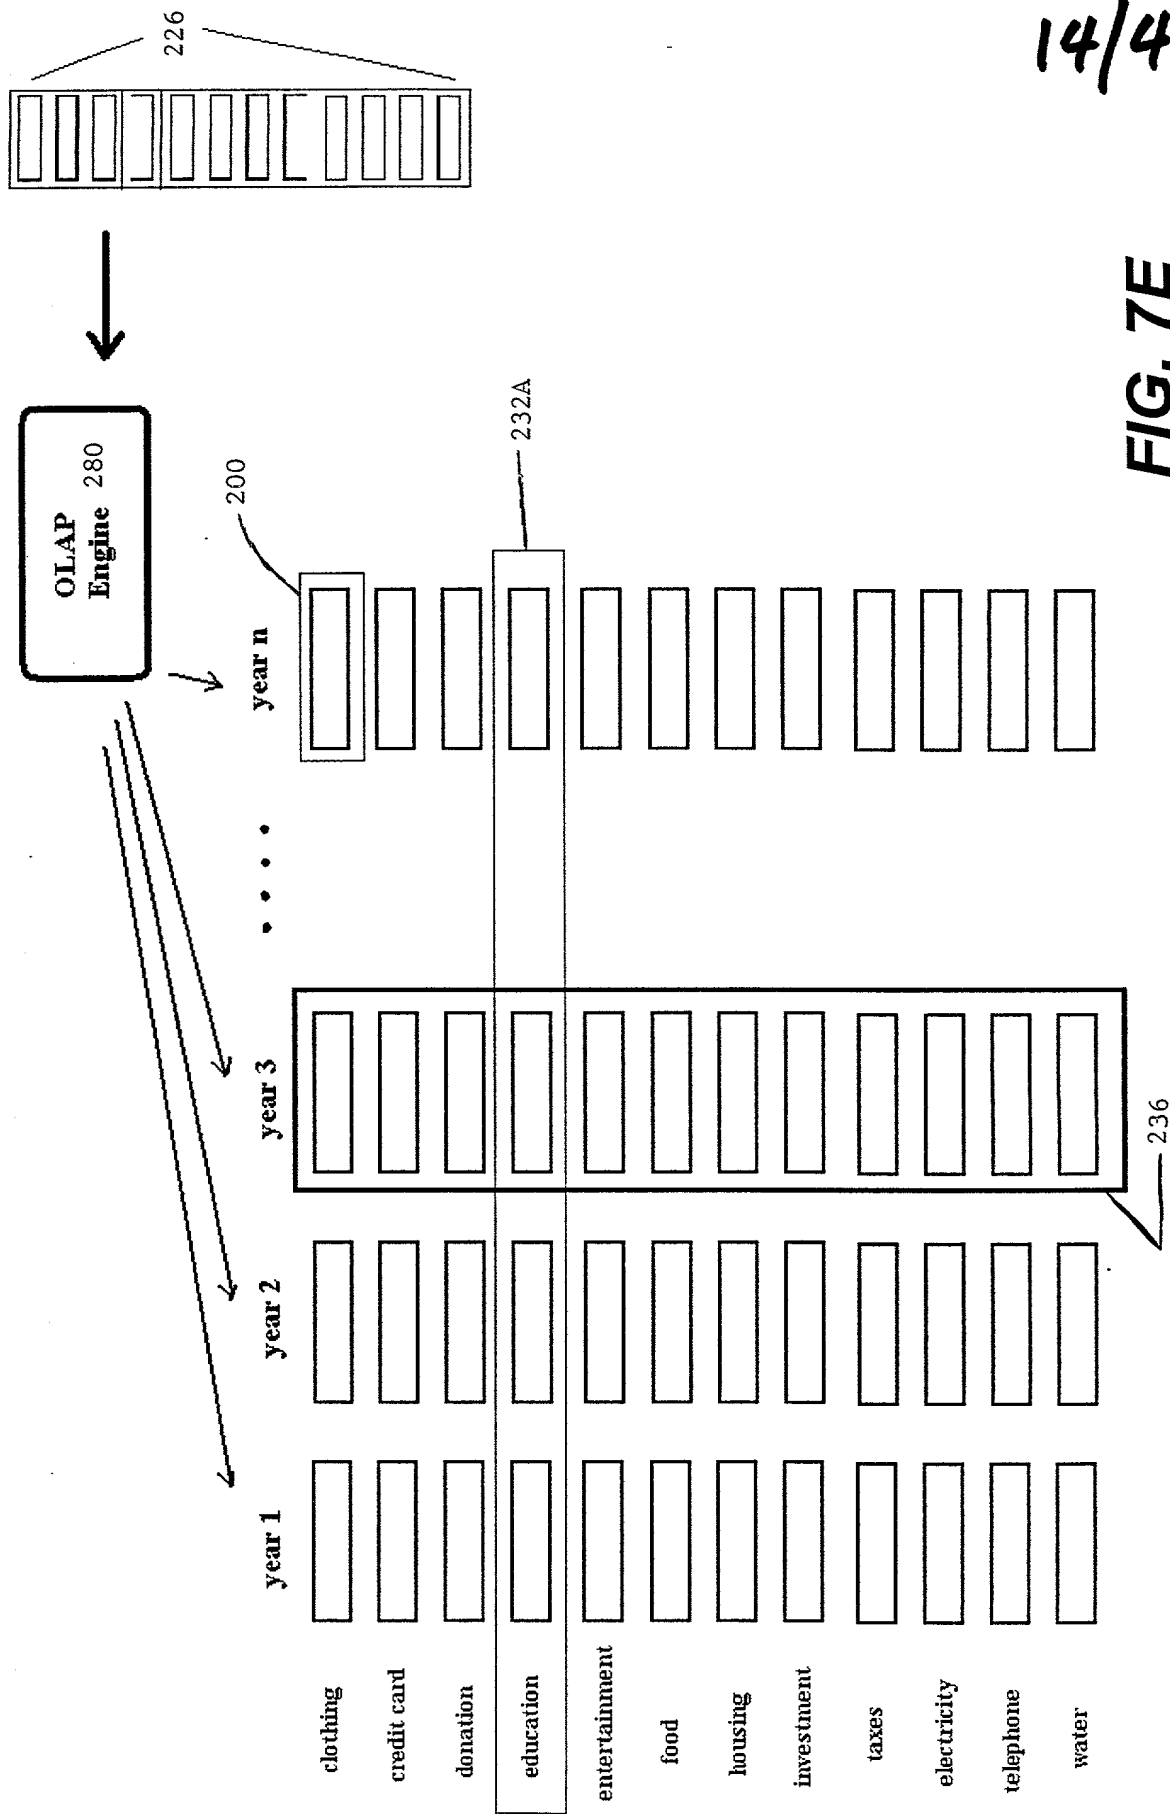 14/4
226
OLAP
Engine 280
200
232A
year 1
year 2
year 3
....
year n
clothing
credit card
donation
education
entertainment
food
housing
investment
taxes
electricity
telephone
water
236
FIG. 7E